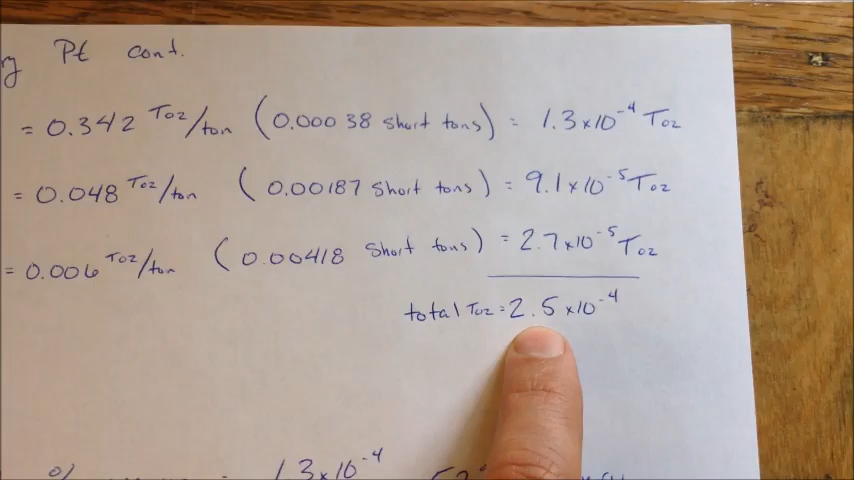 Pt cont.
= 0.342 Toz/ton (0.00038 short tons) = 1.3x10⁻⁴ Toz
= 0.048 Toz/ton (0.00187 short tons) = 9.1x10⁻⁵ Toz
= 0.006 Toz/ton (0.00418 short tons) = 2.7x10⁻⁵ Toz
total Toz = 2.5x10⁻⁴
1.3x10⁻⁴